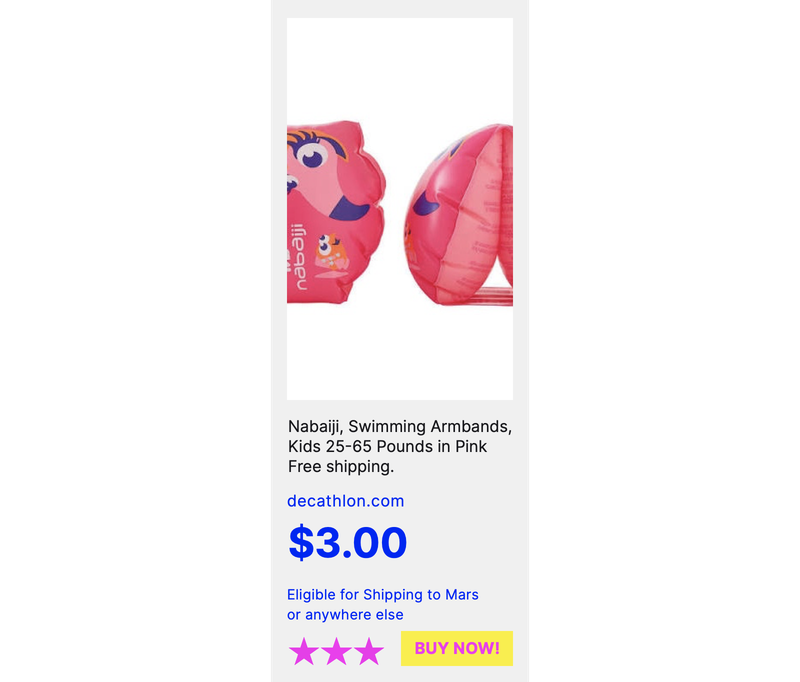 nabaiji
Nabaiji, Swimming Armbands,
Kids 25-65 Pounds in Pink
Free shipping.
decathlon.com
$3.00
Eligible for Shipping to Mars
or anywhere else
BUY NOW!